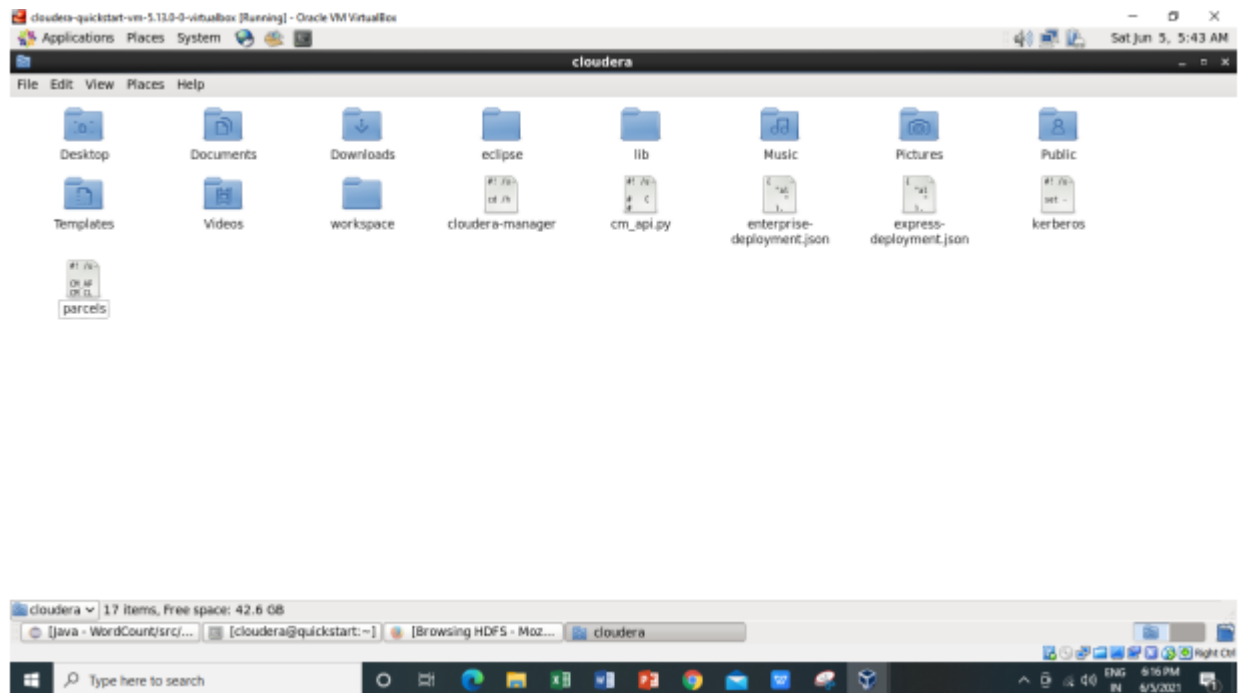 cloudera-quickstart-vm-5.13.0-0-virtualbox [Running] - Oracle VM VirtualBox
Applications Places System Sat Jun 5, 5:43 AM
cloudera
File Edit View Places Help
Desktop Documents Downloads eclipse lib Music Pictures Public
Templates Videos workspace cloudera-manager cm_api.py enterprise- express- kerberos
deployment.json deployment.json
parcels
cloudera 17 items, Free space: 42.6 GB
[Java - WordCount/src/... [cloudera@quickstart:~] [Browsing HDFS - Moz... cloudera
Right Ctrl
Type here to search ENG 6:16 PM
IN 6/5/2021